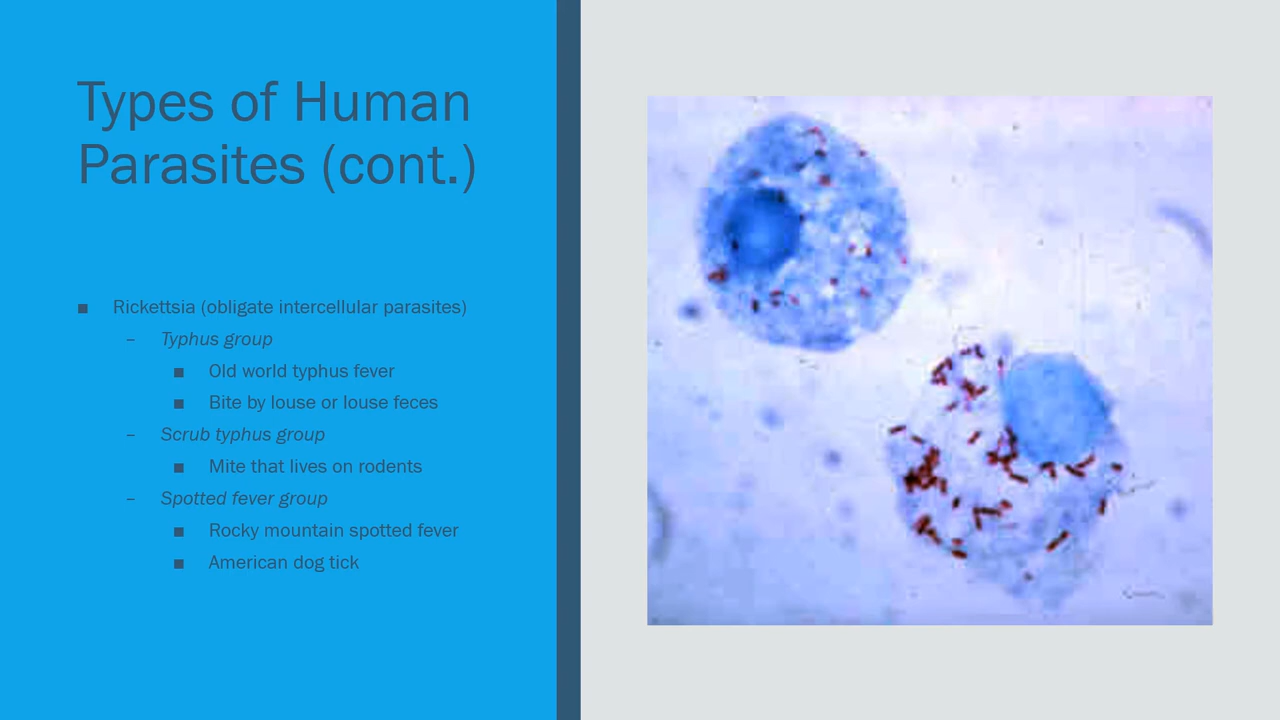 Types of Human
Parasites (cont.)
■ Rickettsia (obligate intercellular parasites)
– Typhus group
■ Old world typhus fever
■ Bite by louse or louse feces
– Scrub typhus group
■ Mite that lives on rodents
– Spotted fever group
■ Rocky mountain spotted fever
■ American dog tick